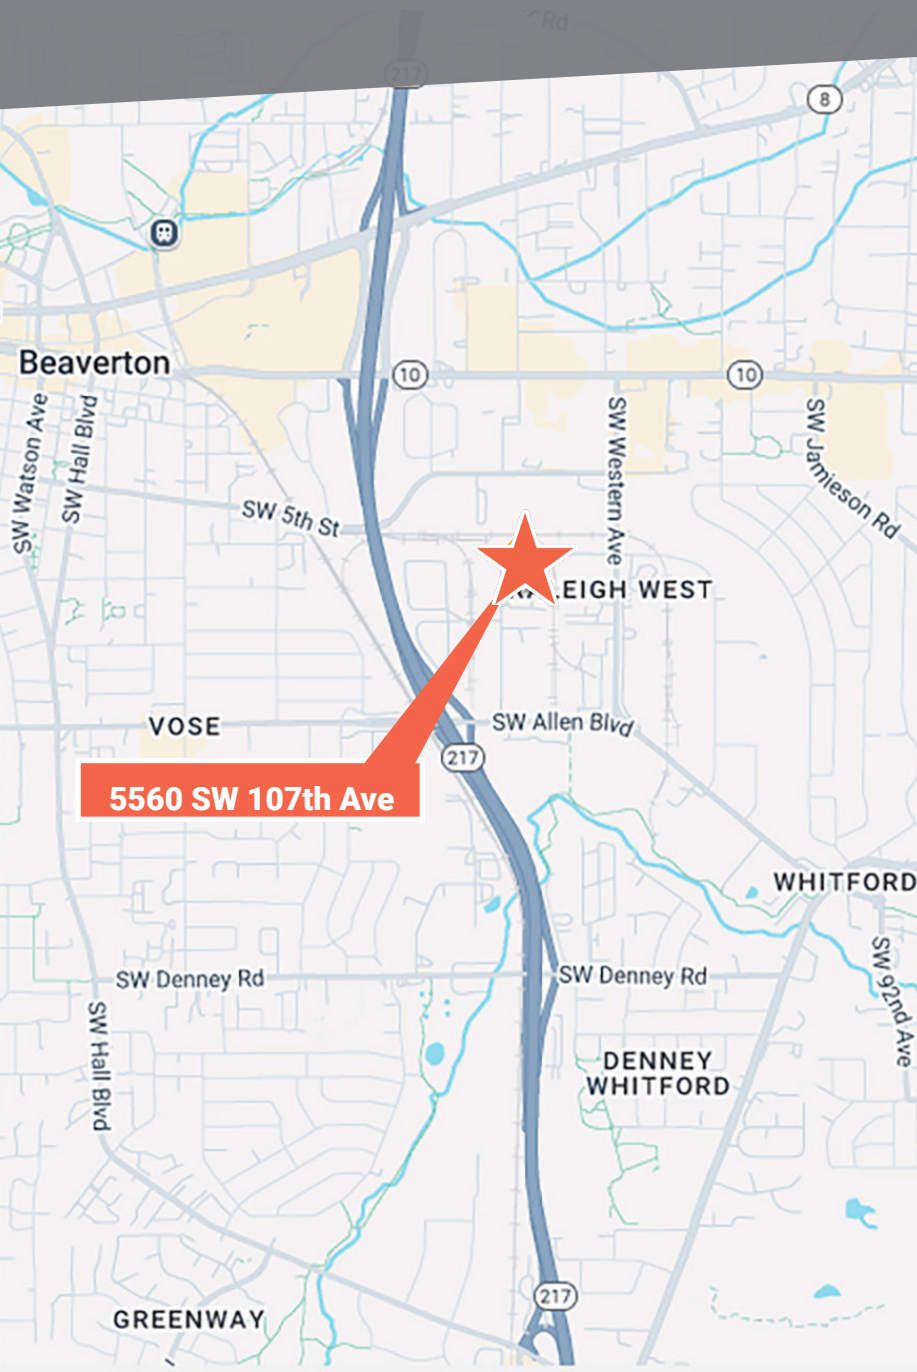 Rd
217
8
Beaverton
10
10
SW Watson Ave
SW Hall Blvd
SW Western Ave
SW Jamieson Rd
SW 5th St
LEIGH WEST
VOSE
SW Allen Blvd
217
5560 SW 107th Ave
WHITFORD
SW Denney Rd
SW Denney Rd
SW 92nd Ave
SW Hall Blvd
DENNEY
WHITFORD
217
GREENWAY